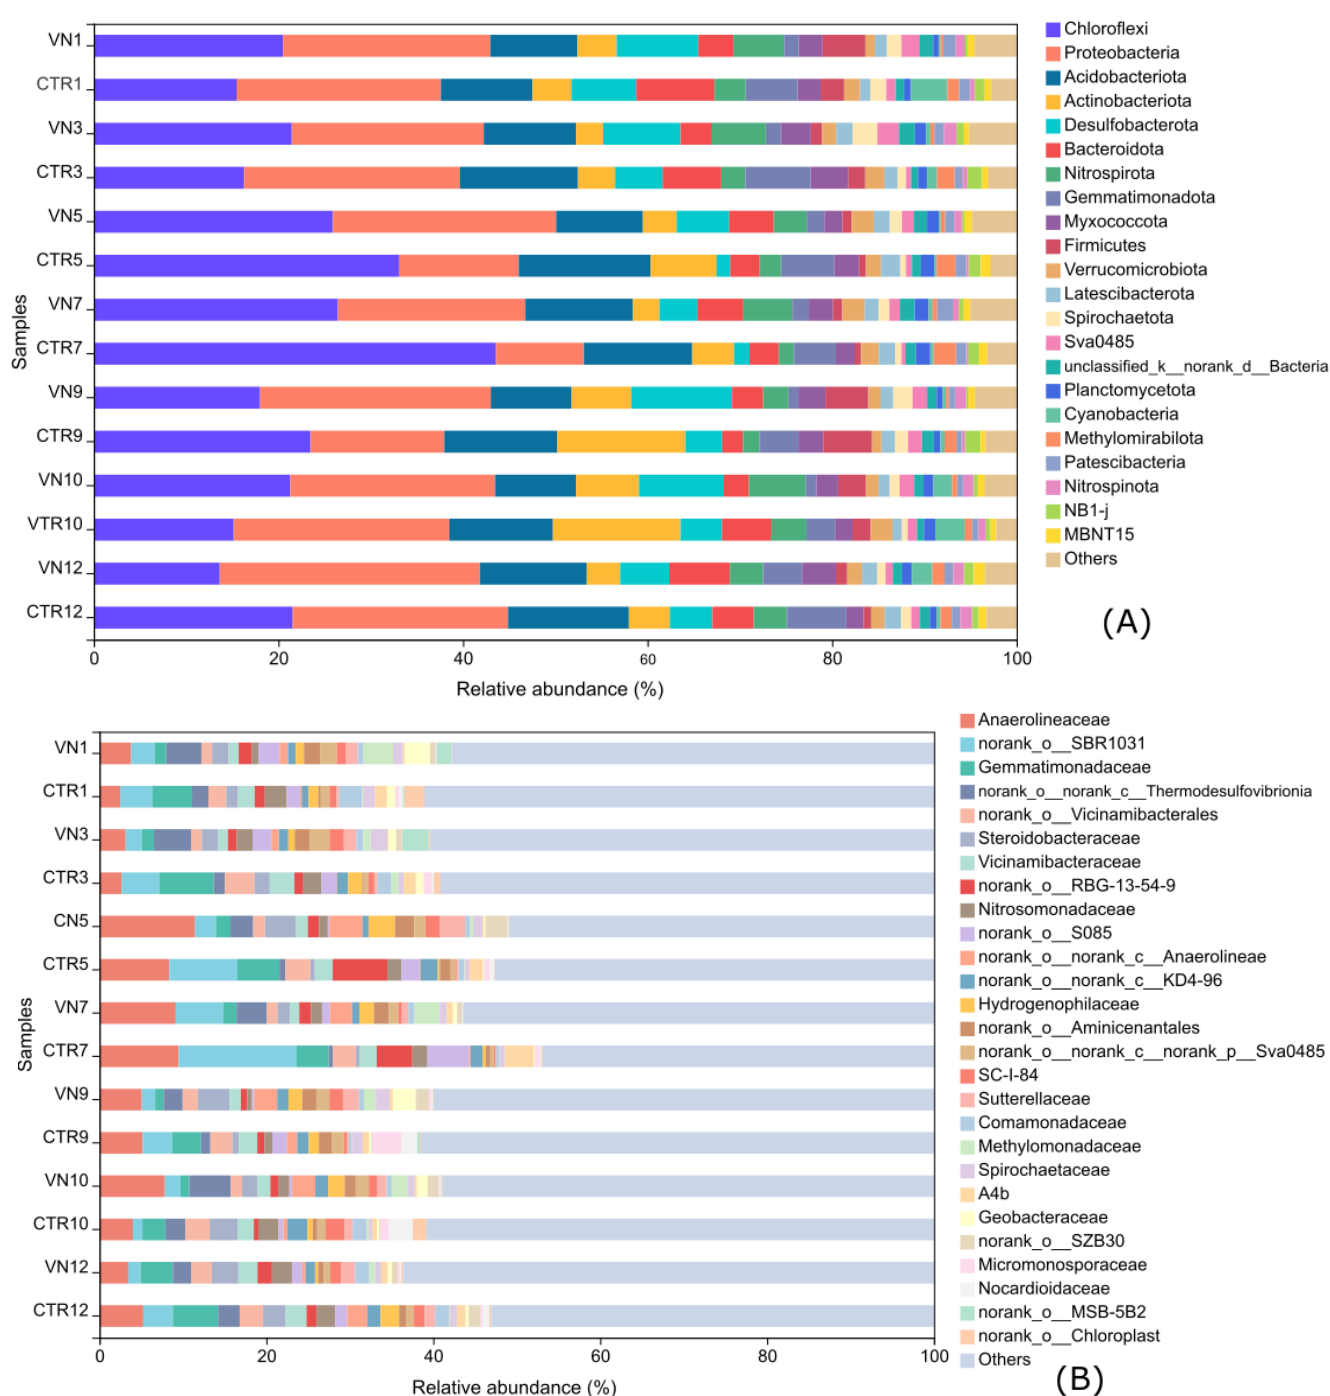 VN1
CTR1
VN3
CTR3
VN5
CTR5
VN7
CTR7
VN9
CTR9
VN10
VTR10
VN12
CTR12
Samples
0 20 40 60 80 100
Relative abundance (%)
Chloroflexi
Proteobacteria
Acidobacteriota
Actinobacteriota
Desulfobacterota
Bacteroidota
Nitrospirota
Gemmatimonadota
Myxococcota
Firmicutes
Verrucomicrobiota
Latescibacterota
Spirochaetota
Sva0485
unclassified_k__norank_d__Bacteria
Planctomycetota
Cyanobacteria
Methylomirabilota
Patescibacteria
Nitrospinota
NB1-j
MBNT15
Others
(A)
VN1
CTR1
VN3
CTR3
CN5
CTR5
VN7
CTR7
VN9
CTR9
VN10
CTR10
VN12
CTR12
Samples
0 20 40 60 80 100
Relative abundance (%)
Anaerolineaceae
norank_o__SBR1031
Gemmatimonadaceae
norank_o__norank_c__Thermodesulfovibrionia
norank_o__Vicinamibacterales
Steroidobacteraceae
Vicinamibacteraceae
norank_o__RBG-13-54-9
Nitrosomonadaceae
norank_o__S085
norank_o__norank_c__Anaerolineae
norank_o__norank_c__KD4-96
Hydrogenophilaceae
norank_o__Aminicenantales
norank_o__norank_c__norank_p__Sva0485
SC-I-84
Sutterellaceae
Comamonadaceae
Methylomonadaceae
Spirochaetaceae
A4b
Geobacteraceae
norank_o__SZB30
Micromonosporaceae
Nocardioidaceae
norank_o__MSB-5B2
norank_o__Chloroplast
Others
(B)